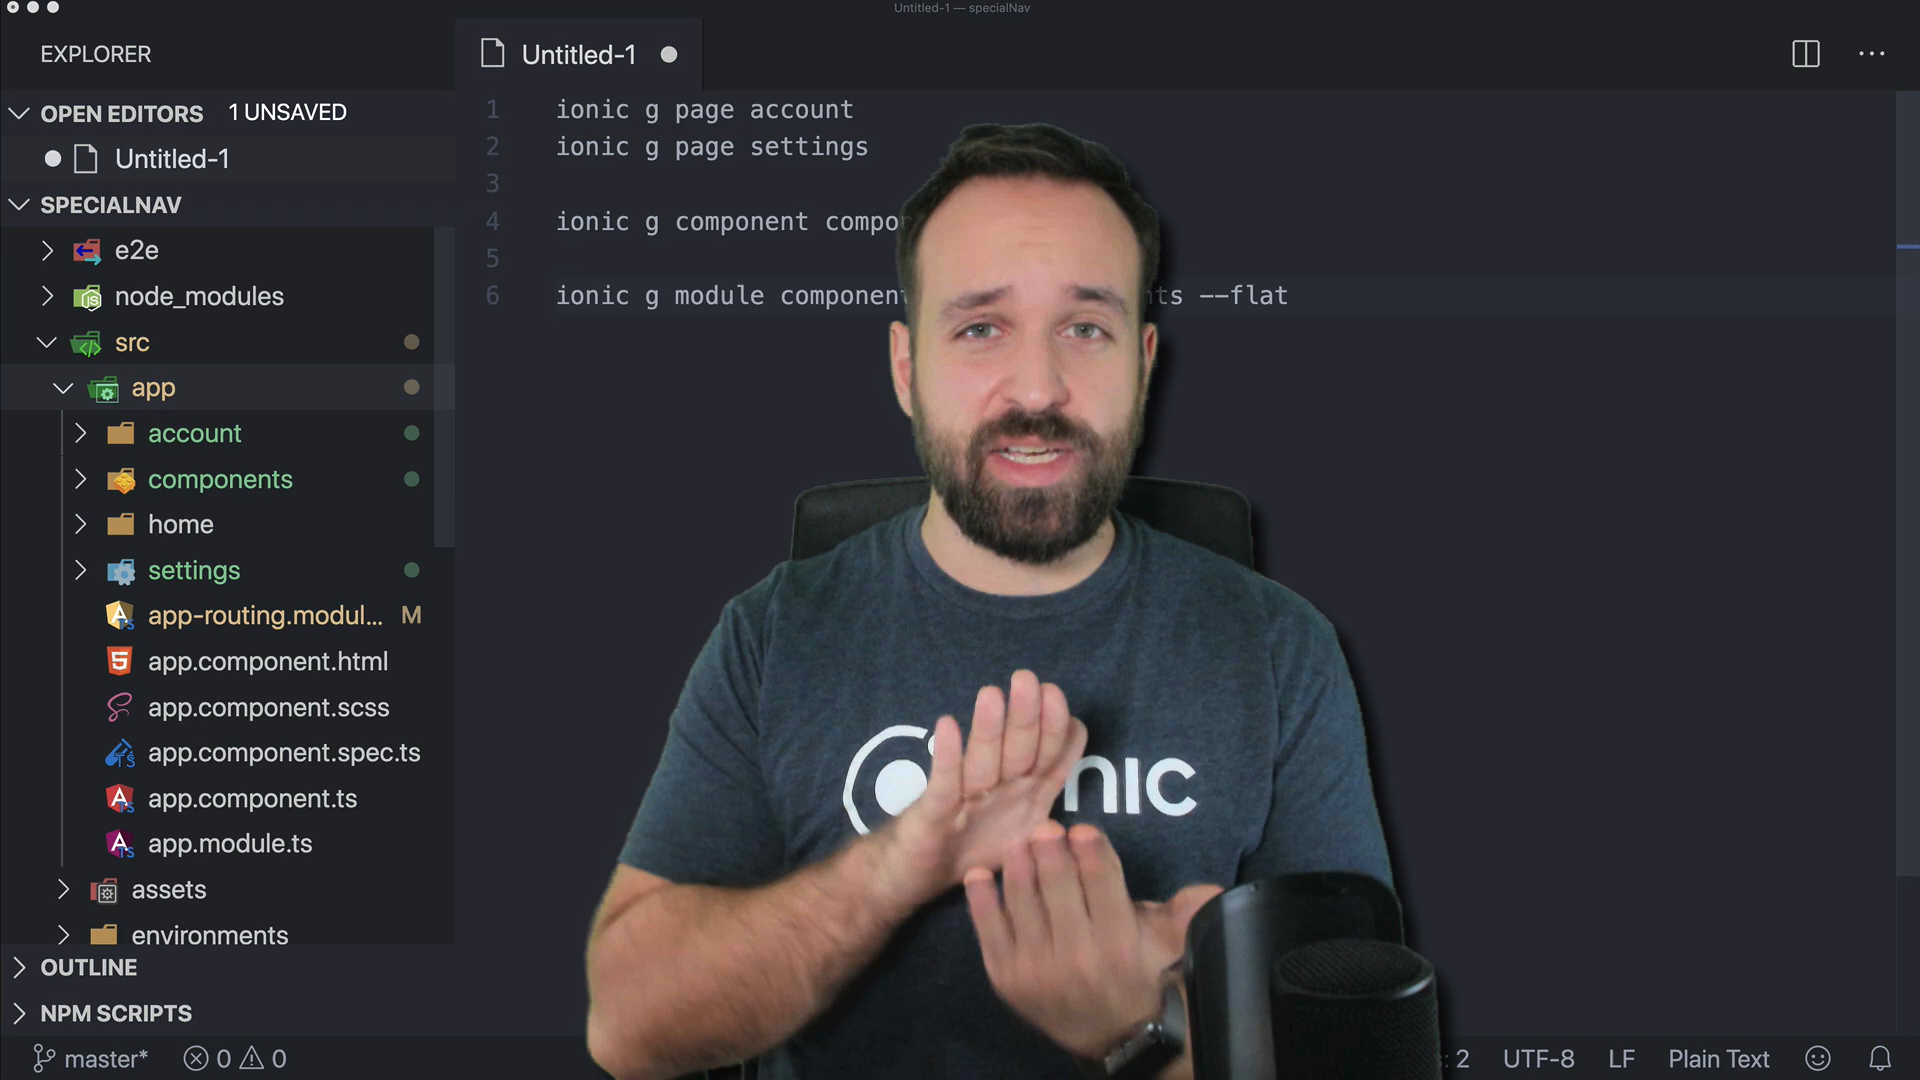 Untitled-1 — specialNav
EXPLORER
Untitled-1
OPEN EDITORS 1 UNSAVED
Untitled-1
SPECIALNAV
e2e
node_modules
src
app
account
components
home
settings
app-routing.modul... M
app.component.html
app.component.scss
app.component.spec.ts
app.component.ts
app.module.ts
assets
environments
OUTLINE
NPM SCRIPTS
1 ionic g page account
2 ionic g page settings
3
4 ionic g component
5
6 ionic g module --flat
nic
master* 0 0
2 UTF-8 LF Plain Text